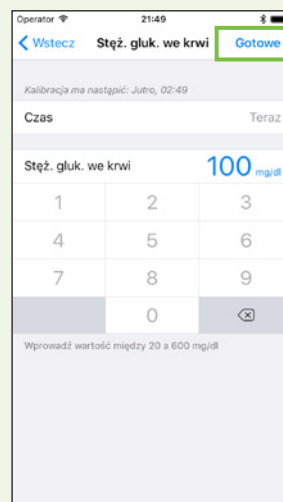 Operator 21:49
Wstecz Stęż. gluk. we krwi Gotowe
Kalibracja ma nastąpić: Jutro, 02:49
Czas Teraz
Stęż. gluk. we krwi 100 mg/dl
1 2 3
4 5 6
7 8 9
0
Wprowadź wartość między 20 a 600 mg/dl